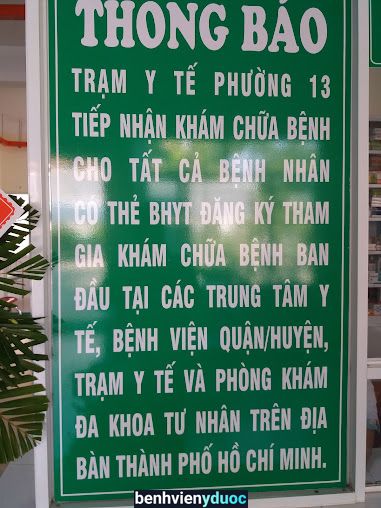 THÔNG BÁO
TRẠM Y TẾ PHƯỜNG 13
TIẾP NHẬN KHÁM CHỮA BỆNH
CHO TẤT CẢ BỆNH NHÂN
CÓ THẺ BHYT ĐĂNG KÝ THAM
GIA KHÁM CHỮA BỆNH BAN
ĐẦU TẠI CÁC TRUNG TÂM Y
TẾ, BỆNH VIỆN QUẬN/HUYỆN,
TRẠM Y TẾ VÀ PHÒNG KHÁM
ĐA KHOA TƯ NHÂN TRÊN ĐỊA
BÀN THÀNH PHỐ HỒ CHÍ MINH.
benhvienyduoc